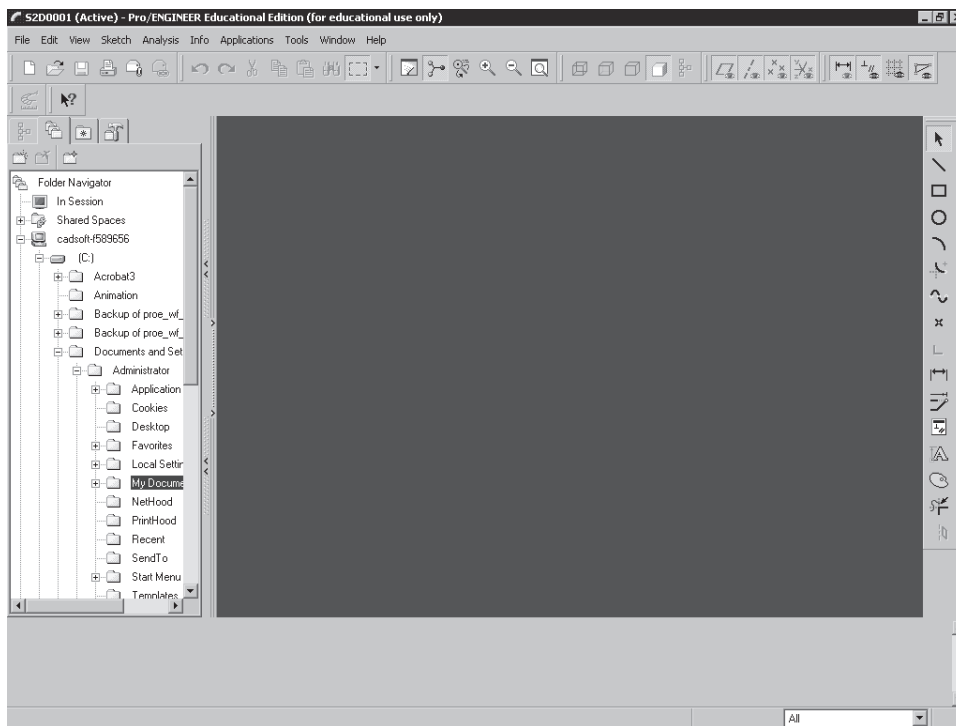 S2D0001 (Active) - Pro/ENGINEER Educational Edition (for educational use only)
File Edit View Sketch Analysis Info Applications Tools Window Help
Folder Navigator
In Session
Shared Spaces
cadsoft-f589656
(C:)
Acrobat3
Animation
Backup of proe_wf_
Backup of proe_wf_
Documents and Set
Administrator
Application
Cookies
Desktop
Favorites
Local Settin
My Docume
NetHood
PrintHood
Recent
SendTo
Start Menu
Templates
All